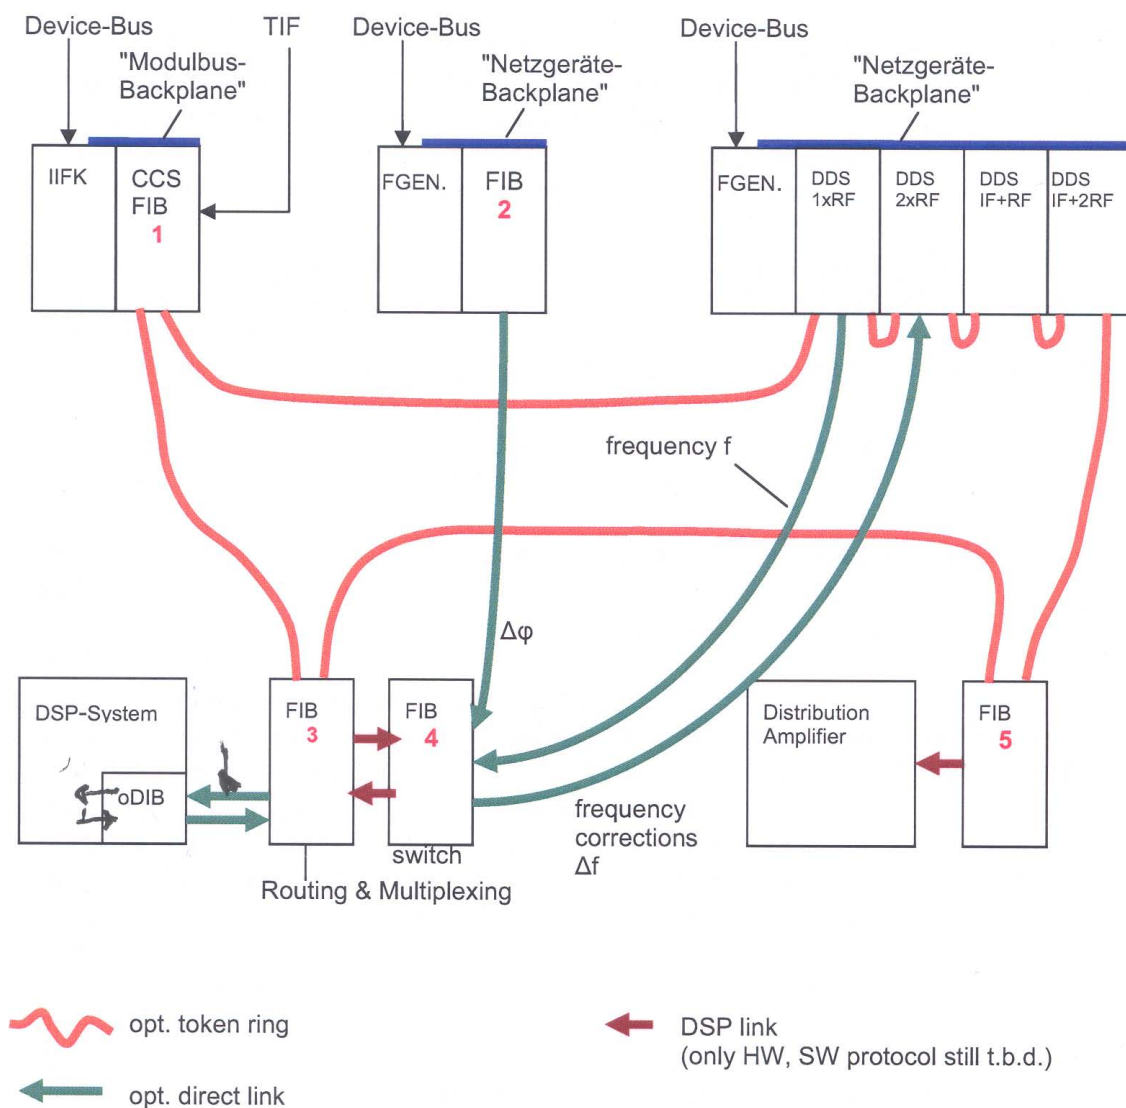 Device-Bus
TIF
Device-Bus
Device-Bus
"Modulbus-
Backplane"
"Netzgeräte-
Backplane"
"Netzgeräte-
Backplane"
IIFK
CCS
FIB
1
FGEN.
FIB
2
FGEN.
DDS
1xRF
DDS
2xRF
DDS
IF+RF
DDS
IF+2RF
frequency f
Δφ
DSP-System
oDIB
FIB
3
FIB
4
switch
Routing & Multiplexing
frequency
corrections
Δf
Distribution
Amplifier
FIB
5
opt. token ring
opt. direct link
DSP link
(only HW, SW protocol still t.b.d.)